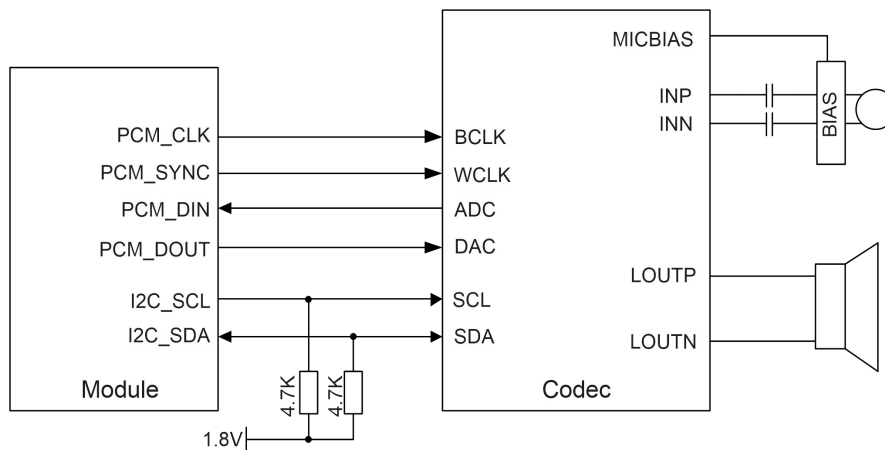 MICBIAS
INP
INN
BIAS
PCM_CLK
BCLK
PCM_SYNC
WCLK
PCM_DIN
ADC
PCM_DOUT
DAC
LOUTP
I2C_SCL
SCL
I2C_SDA
SDA
LOUTN
Module
4.7K
4.7K
Codec
1.8V